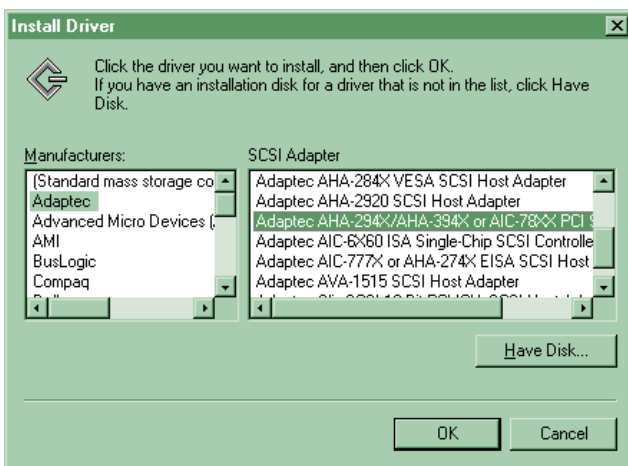 Install Driver
Click the driver you want to install, and then click OK.
If you have an installation disk for a driver that is not in the list, click Have
Disk.
Manufacturers:
(Standard mass storage co
Adaptec
Advanced Micro Devices (
AMI
BusLogic
Compaq
SCSI Adapter
Adaptec AHA-284X VESA SCSI Host Adapter
Adaptec AHA-2920 SCSI Host Adapter
Adaptec AHA-294X/AHA-394X or AIC-78XX PCI S
Adaptec AIC-6X60 ISA Single-Chip SCSI Controlle
Adaptec AIC-777X or AHA-274X EISA SCSI Host
Adaptec AVA-1515 SCSI Host Adapter
Have Disk...
OK
Cancel